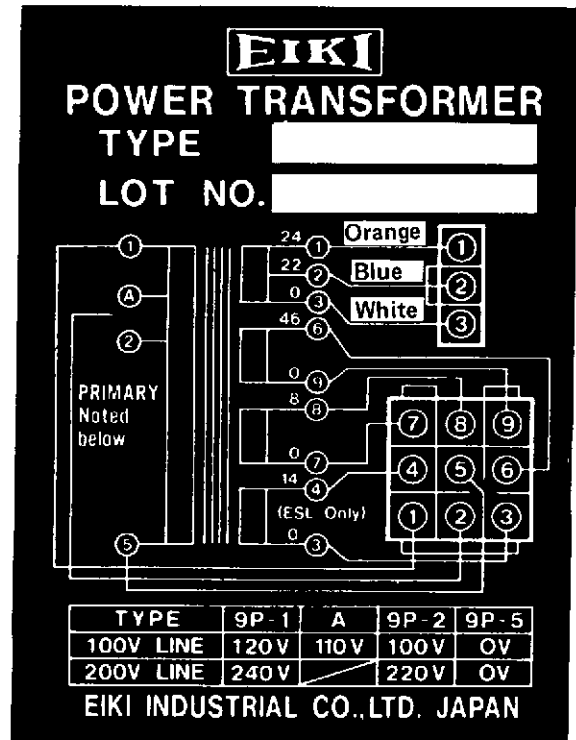 EIKI
POWER TRANSFORMER
TYPE
LOT NO.
24 1 Orange 1
22 2 Blue 2
0 3 White 3
46 6
0 9
8 8
0 7
14 4
(ESL Only)
0 3
1
A
2
PRIMARY
Noted
below
5
7 8 9
4 5 6
1 2 3
TYPE 9P-1 A 9P-2 9P-5
100V LINE 120V 110V 100V 0V
200V LINE 240V 220V 0V
EIKI INDUSTRIAL CO.,LTD. JAPAN